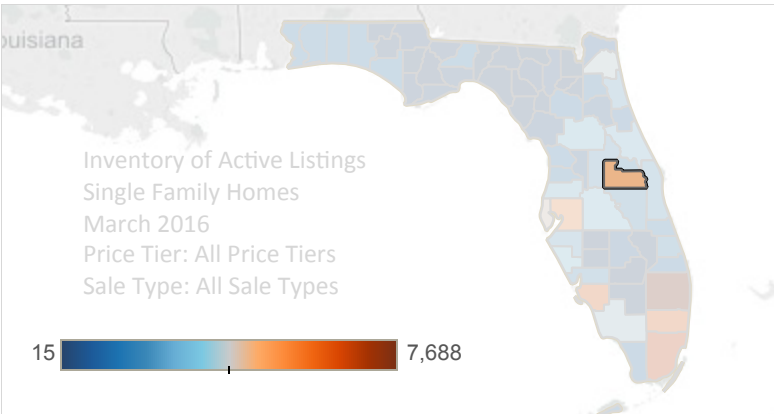 ouisiana
Inventory of Active Listings
Single Family Homes
March 2016
Price Tier: All Price Tiers
Sale Type: All Sale Types
15 7,688